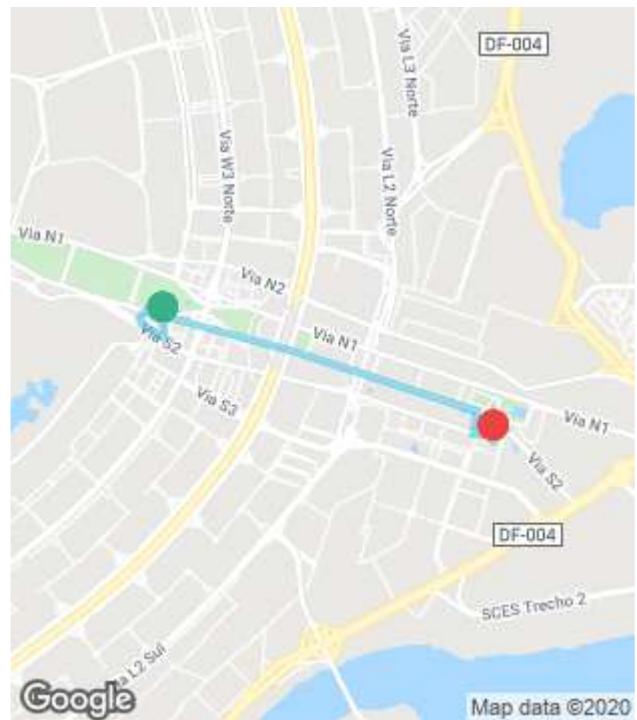 DF-004
Via L3 Norte
Via W3 Norte
Via L2 Norte
Via N1
Via N2
Via N1
Via S2
Via S3
Via N1
Via S2
DF-004
SCES Trecho 2
Via L2 Sul
Google
Map data ©2020